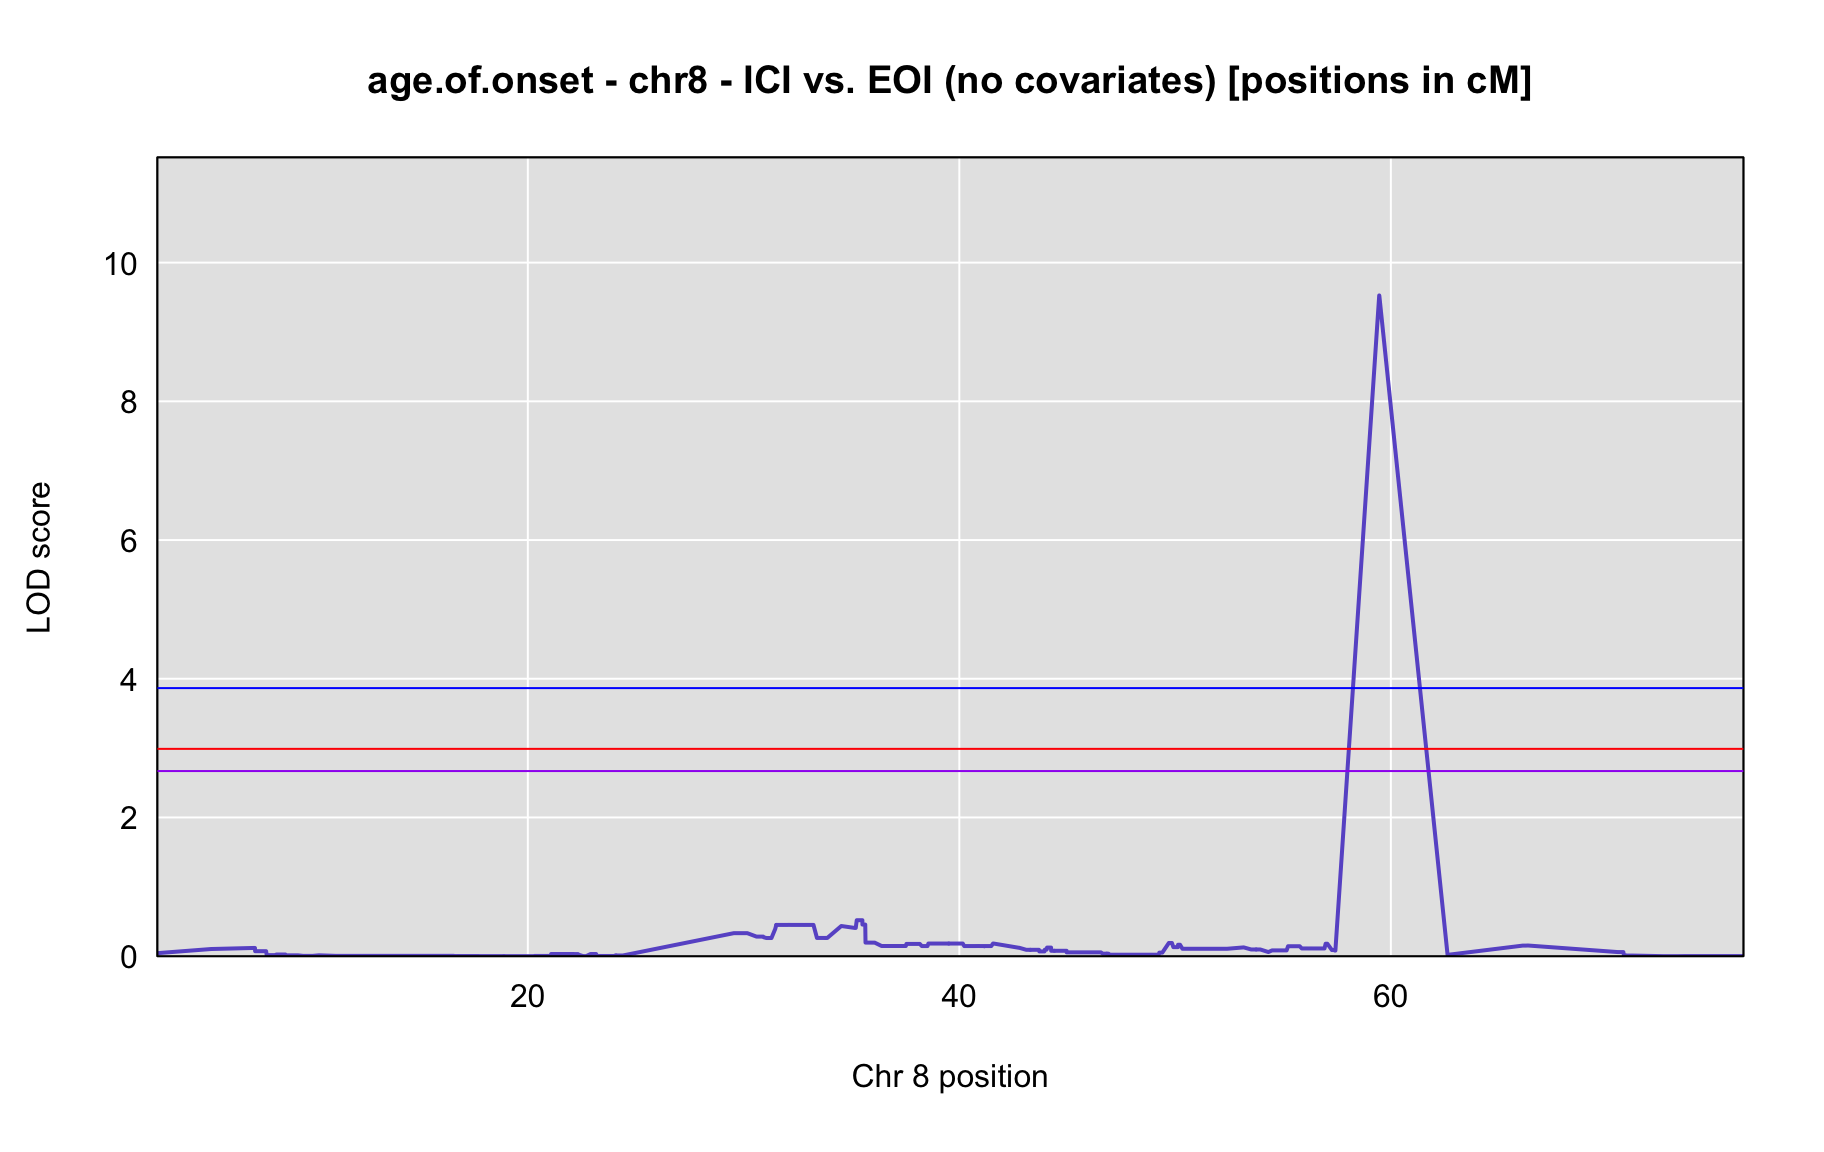 age.of.onset - chr8 - ICI vs. EOI (no covariates) [positions in cM]
10
8
6
4
2
0
LOD score
20 40 60
Chr 8 position